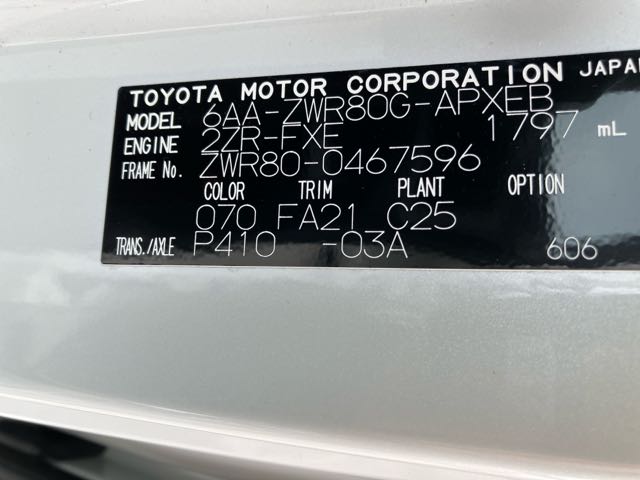 TOYOTA MOTOR CORPORATION JAPAN
MODEL 6AA-ZWR80G-APXEB
ENGINE 2ZR-FXE 1797 mL
FRAME No. ZWR80-0467596
COLOR TRIM PLANT OPTION
070 FA21 C25
TRANS./AXLE P410 -03A 606